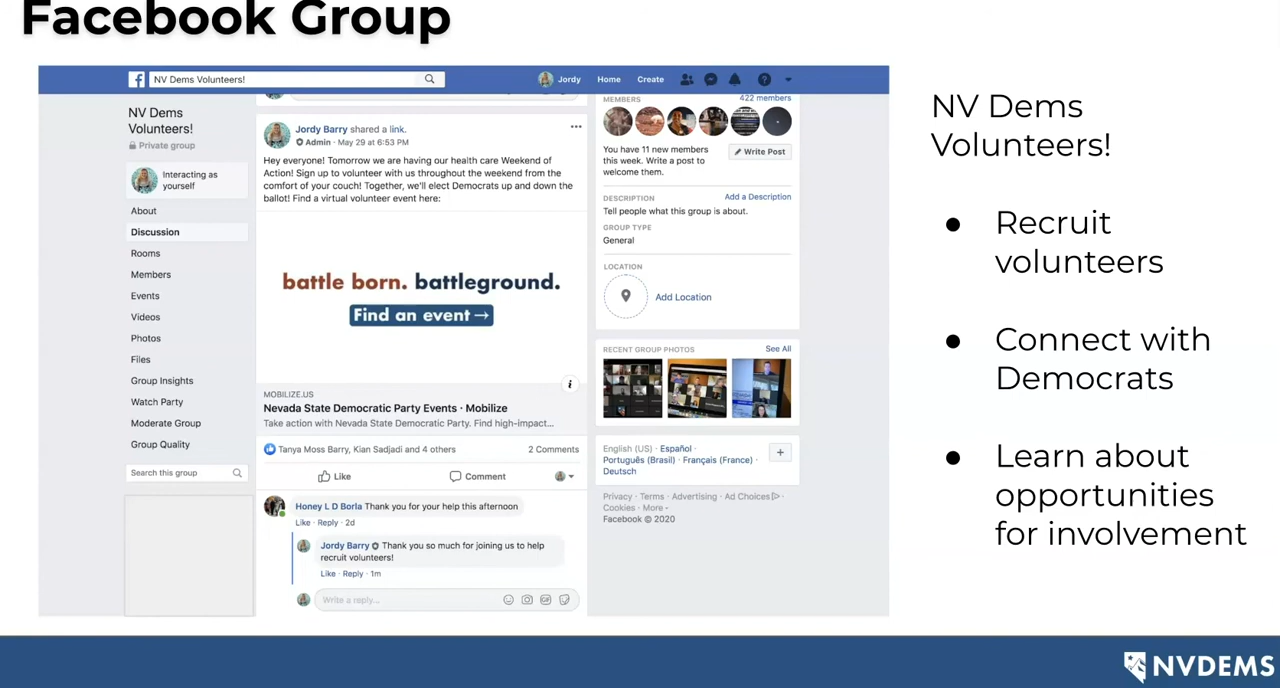 Facebook Group
NV Dems Volunteers!
Jordy
Home
Create
NV Dems
Volunteers!
Private group
Interacting as
yourself
About
Discussion
Rooms
Members
Events
Videos
Photos
Files
Group Insights
Watch Party
Moderate Group
Group Quality
Search this group
Jordy Barry shared a link.
Admin · May 29 at 6:53 PM
Hey everyone! Tomorrow we are having our health care Weekend of
Action! Sign up to volunteer with us throughout the weekend from the
comfort of your couch! Together, we'll elect Democrats up and down the
ballot! Find a virtual volunteer event here:
battle born. battleground.
Find an event→
MOBILIZE.US
Nevada State Democratic Party Events · Mobilize
Take action with Nevada State Democratic Party. Find high-impact...
Tanya Moss Barry, Kian Sadjadi and 4 others
2 Comments
Like
Comment
Honey L D Borla Thank you for your help this afternoon
Like · Reply · 2d
Jordy Barry Thank you so much for joining us to help
recruit volunteers!
Like · Reply · 1m
Write a reply...
GIF
MEMBERS
422 members
You have 11 new members
this week. Write a post to
welcome them.
Write Post
DESCRIPTION
Add a Description
Tell people what this group is about.
GROUP TYPE
General
LOCATION
Add Location
RECENT GROUP PHOTOS
See All
English (US) · Español ·
Português (Brasil) · Français (France) ·
Deutsch
Privacy · Terms · Advertising · Ad Choices ·
Cookies · More
Facebook © 2020
NV Dems
Volunteers!
● Recruit
volunteers
● Connect with
Democrats
● Learn about
opportunities
for involvement
NVDEMS